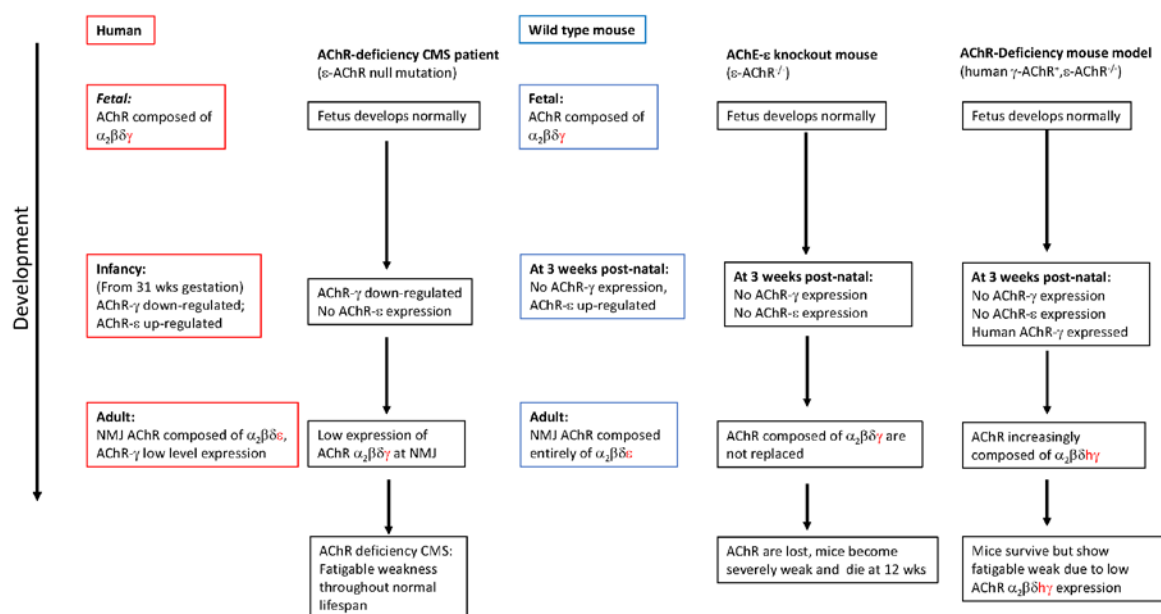 Human
Wild type mouse
AChR-deficiency CMS patient
(ε-AChR null mutation)
AChE-ε knockout mouse
(ε-AChR⁻/⁻)
AChR-Deficiency mouse model
(human γ-AChR⁺,ε-AChR⁻/⁻)
Development
Fetal:
AChR composed of
α₂βδγ
Fetus develops normally
Fetal:
AChR composed of
α₂βδγ
Fetus develops normally
Fetus develops normally
Infancy:
(From 31 wks gestation)
AChR-γ down-regulated;
AChR-ε up-regulated
AChR-γ down-regulated
No AChR-ε expression
At 3 weeks post-natal:
No AChR-γ expression,
AChR-ε up-regulated
At 3 weeks post-natal:
No AChR-γ expression
No AChR-ε expression
At 3 weeks post-natal:
No AChR-γ expression
No AChR-ε expression
Human AChR-γ expressed
Adult:
NMJ AChR composed of α₂βδε,
AChR-γ low level expression
Low expression of
AChR α₂βδγ at NMJ
Adult:
NMJ AChR composed
entirely of α₂βδε
AChR composed of α₂βδγ are
not replaced
AChR increasingly
composed of α₂βδhγ
AChR deficiency CMS:
Fatigable weakness
throughout normal
lifespan
AChR are lost, mice become
severely weak and die at 12 wks
Mice survive but show
fatigable weak due to low
AChR α₂βδhγ expression